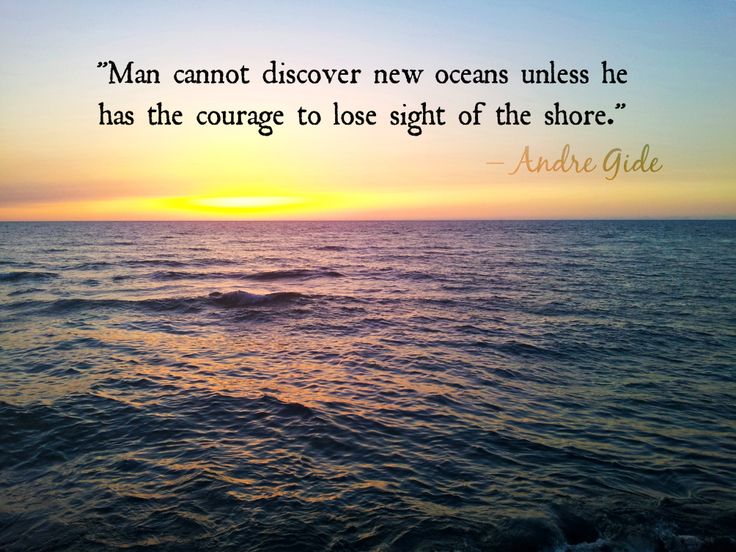 "Man cannot discover new oceans unless he
has the courage to lose sight of the shore."
– Andre Gide